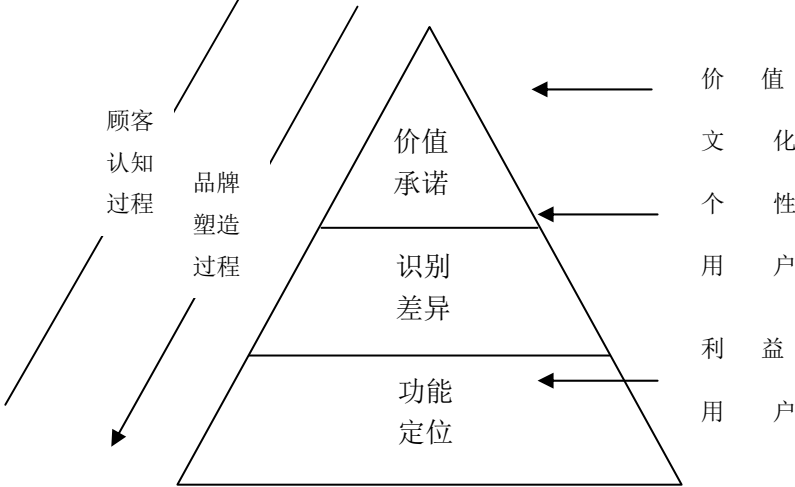 顾客
认知
过程
品牌
塑造
过程
价值
承诺
识别
差异
功能
定位
价 值
文 化
个 性
用 户
利 益
用 户